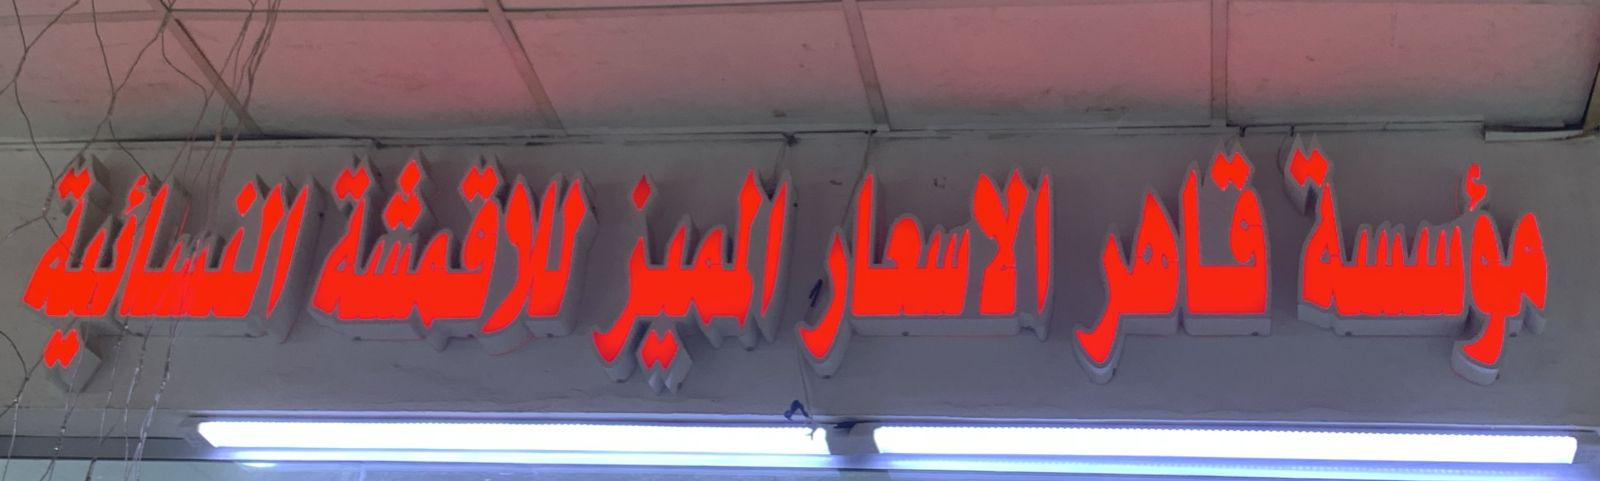 مؤسسة قاهر الاسعار المميز للاقمشة النسائية